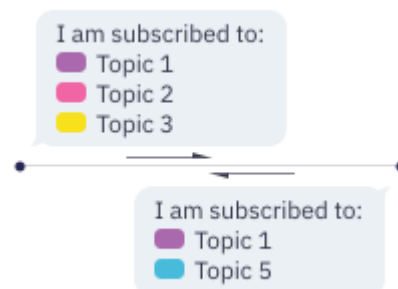 I am subscribed to:
Topic 1
Topic 2
Topic 3
I am subscribed to:
Topic 1
Topic 5